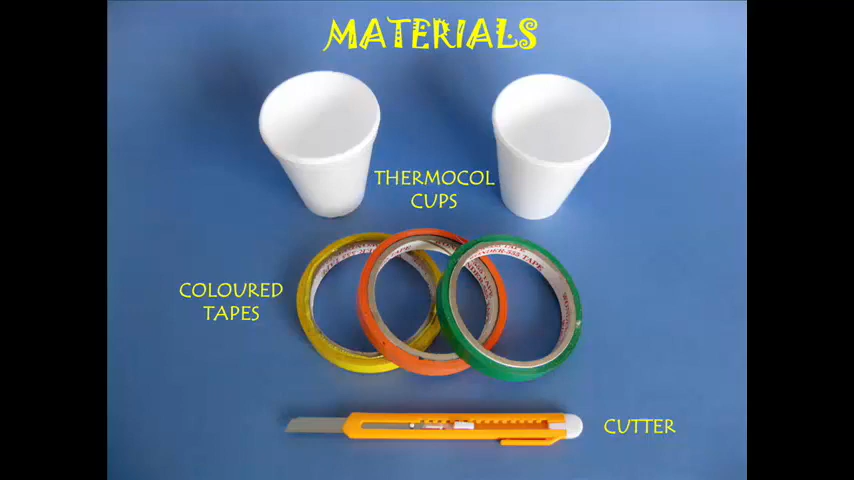 MATERIALS
THERMOCOL
CUPS
COLOURED
TAPES
CUTTER